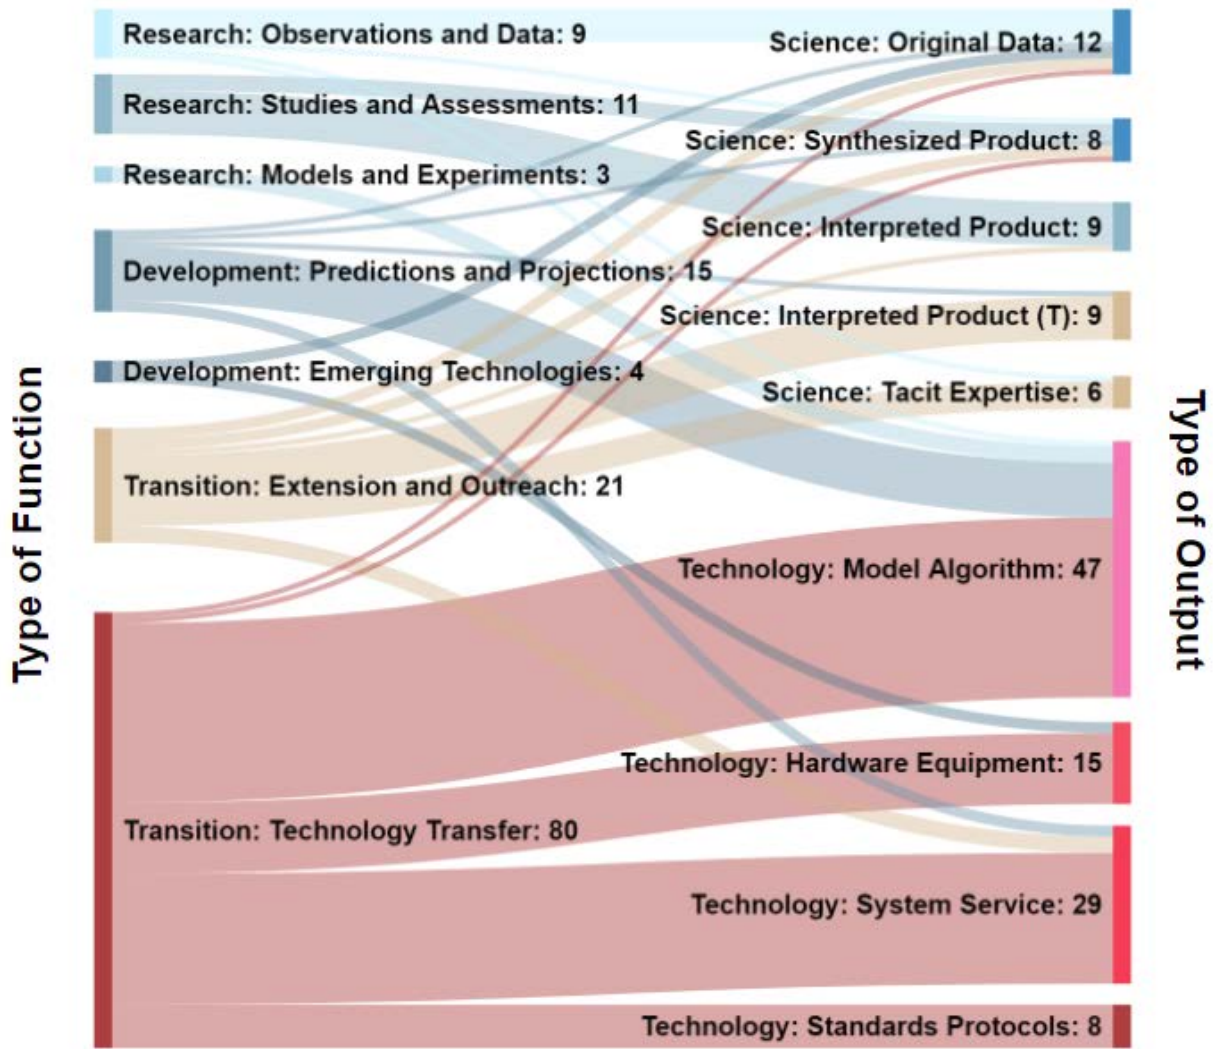 Type of Function
Research: Observations and Data: 9
Research: Studies and Assessments: 11
Research: Models and Experiments: 3
Development: Predictions and Projections: 15
Development: Emerging Technologies: 4
Transition: Extension and Outreach: 21
Transition: Technology Transfer: 80
Science: Original Data: 12
Science: Synthesized Product: 8
Science: Interpreted Product: 9
Science: Interpreted Product (T): 9
Science: Tacit Expertise: 6
Technology: Model Algorithm: 47
Technology: Hardware Equipment: 15
Technology: System Service: 29
Technology: Standards Protocols: 8
Type of Output